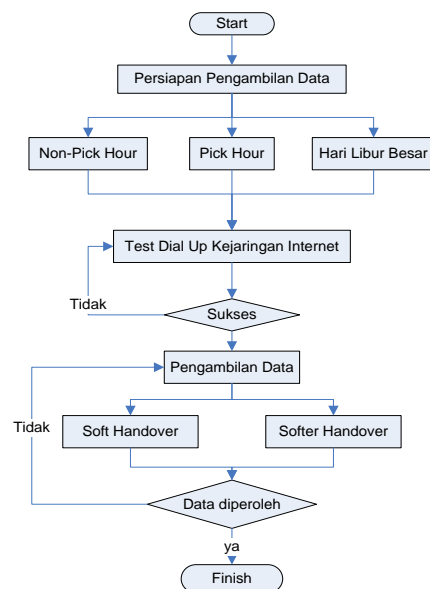 Start
Persiapan Pengambilan Data
Non-Pick Hour
Pick Hour
Hari Libur Besar
Test Dial Up Kejaringan Internet
Tidak
Sukses
Pengambilan Data
Tidak
Soft Handover
Softer Handover
Data diperoleh
ya
Finish